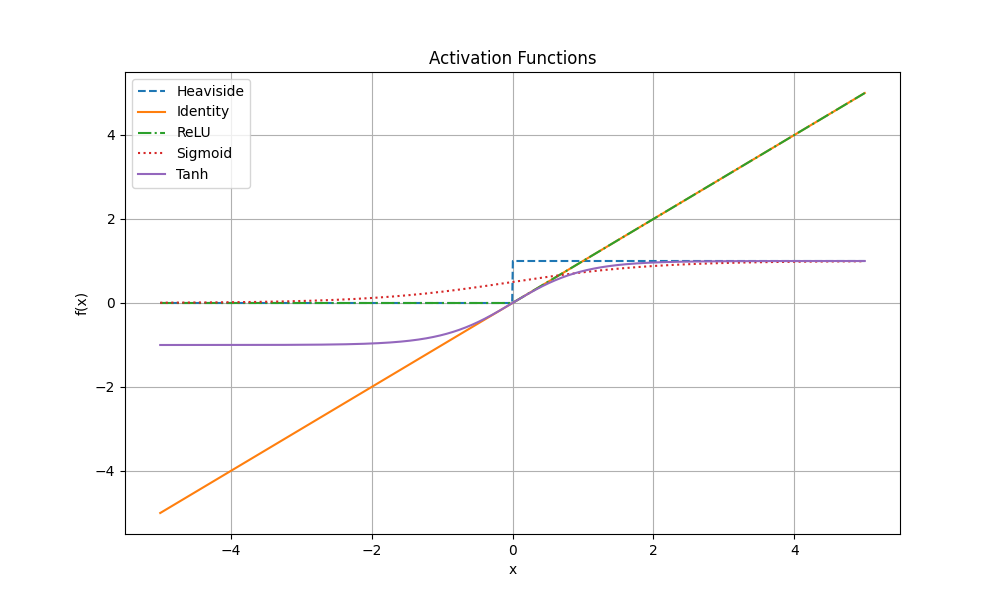 Activation Functions
Heaviside
Identity
ReLU
Sigmoid
Tanh
4
2
0
−2
−4
f(x)
−4 −2 0 2 4
x